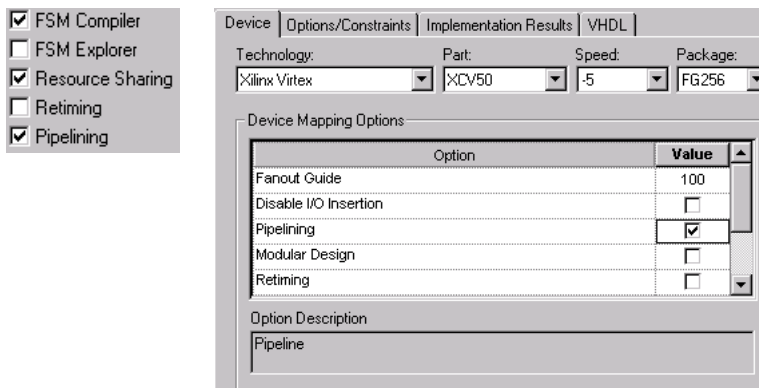 FSM Compiler
FSM Explorer
Resource Sharing
Retiming
Pipelining
Device Options/Constraints Implementation Results VHDL
Technology: Part: Speed: Package:
Xilinx Virtex XCV50 -5 FG256
Device Mapping Options
Option Value
Fanout Guide 100
Disable I/O Insertion
Pipelining
Modular Design
Retiming
Option Description
Pipeline